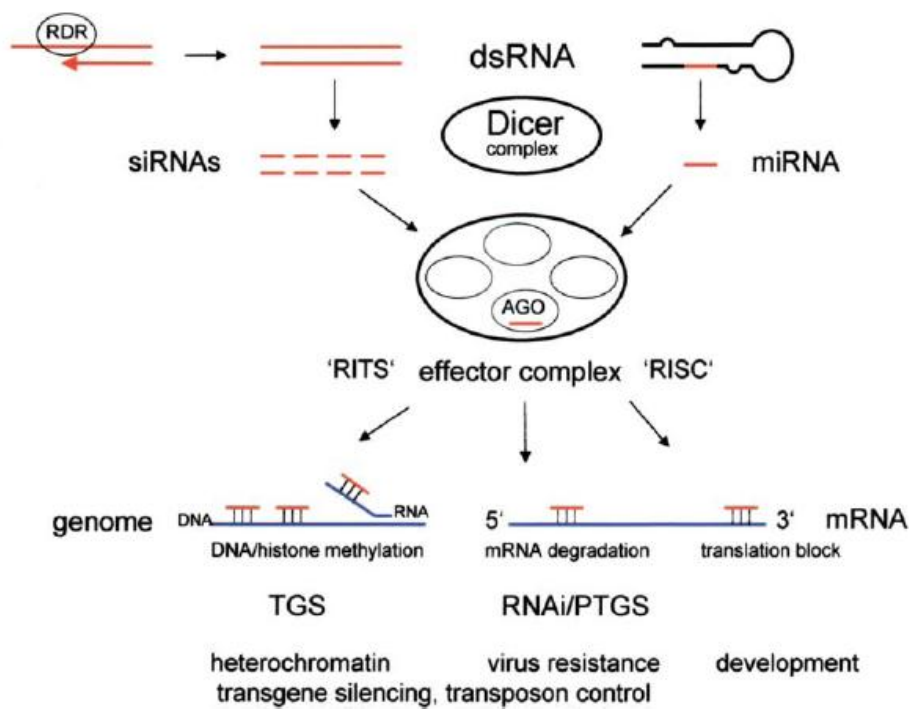 RDR
dsRNA
Dicer
complex
siRNAs
miRNA
AGO
‘RITS‘ effector complex ‘RISC‘
genome DNA RNA 5‘ 3‘ mRNA
DNA/histone methylation mRNA degradation translation block
TGS RNAi/PTGS
heterochromatin virus resistance development
transgene silencing, transposon control